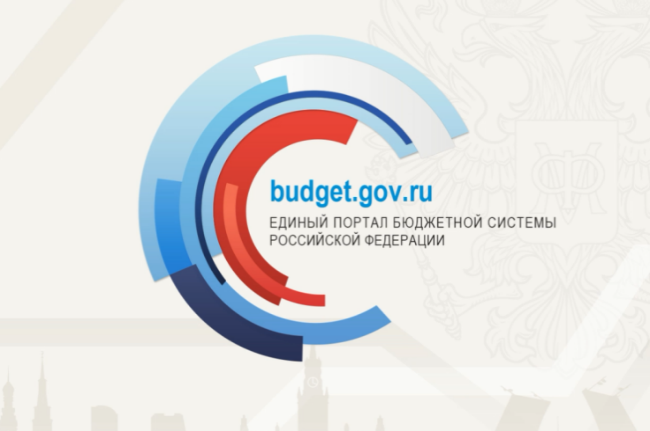 budget.gov.ru
ЕДИНЫЙ ПОРТАЛ БЮДЖЕТНОЙ СИСТЕМЫ
РОССИЙСКОЙ ФЕДЕРАЦИИ